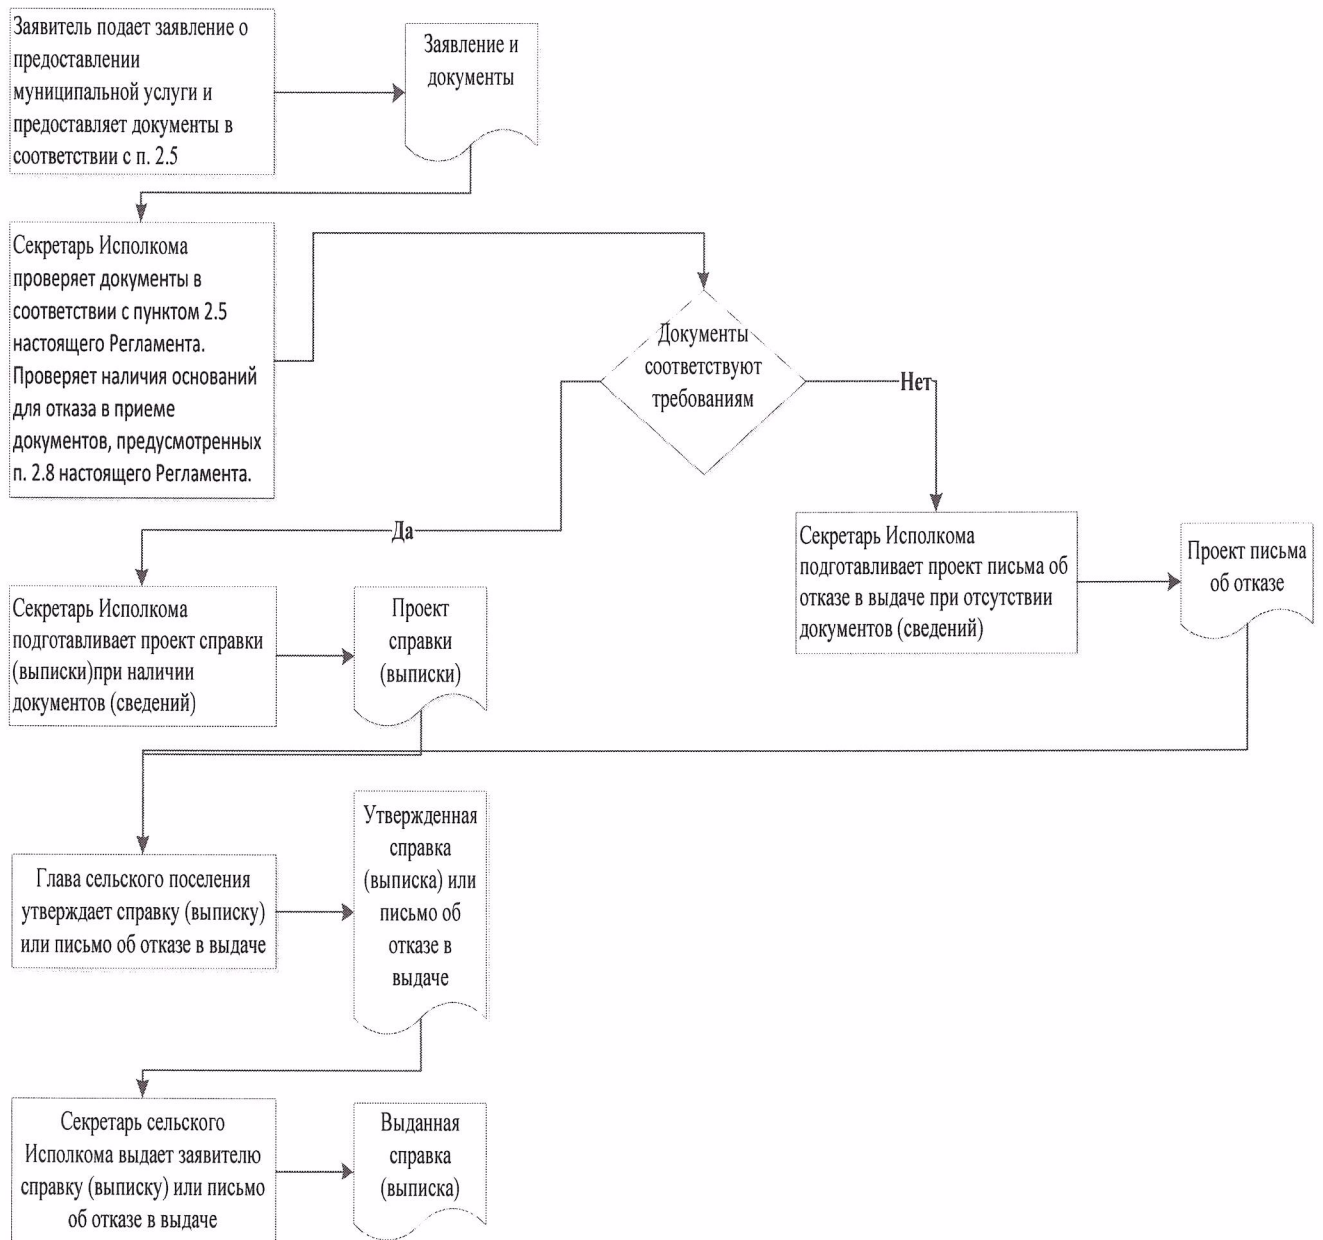 Заявитель подает заявление о
предоставлении
муниципальной услуги и
предоставляет документы в
соответствии с п. 2.5
Заявление и
документы
Секретарь Исполкома
проверяет документы в
соответствии с пунктом 2.5
настоящего Регламента.
Проверяет наличия оснований
для отказа в приеме
документов, предусмотренных
п. 2.8 настоящего Регламента.
Документы
соответствуют
требованиям
Нет
Да
Секретарь Исполкома
подготавливает проект письма об
отказе в выдаче при отсутствии
документов (сведений)
Проект письма
об отказе
Секретарь Исполкома
подготавливает проект справки
(выписки)при наличии
документов (сведений)
Проект
справки
(выписки)
Глава сельского поселения
утверждает справку (выписку)
или письмо об отказе в выдаче
Утвержденная
справка
(выписка) или
письмо об
отказе в
выдаче
Секретарь сельского
Исполкома выдает заявителю
справку (выписку) или письмо
об отказе в выдаче
Выданная
справка
(выписка)